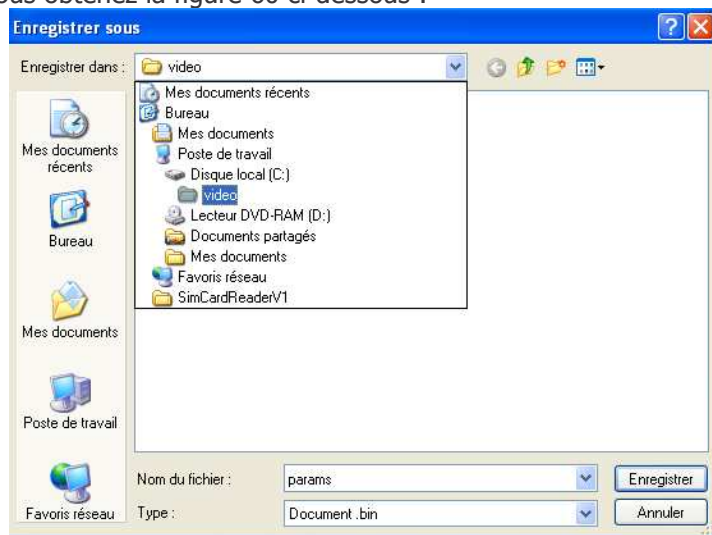 ous obtenez la figure 60 ci-dessous :
Enregistrer sous
Enregistrer dans :
video
Mes documents récents
Bureau
Mes documents
Poste de travail
Disque local (C:)
video
Lecteur DVD-RAM (D:)
Documents partagés
Mes documents
Favoris réseau
SimCardReaderV1
Mes documents
récents
Bureau
Mes documents
Poste de travail
Favoris réseau
Nom du fichier :
params
Enregistrer
Type :
Document .bin
Annuler